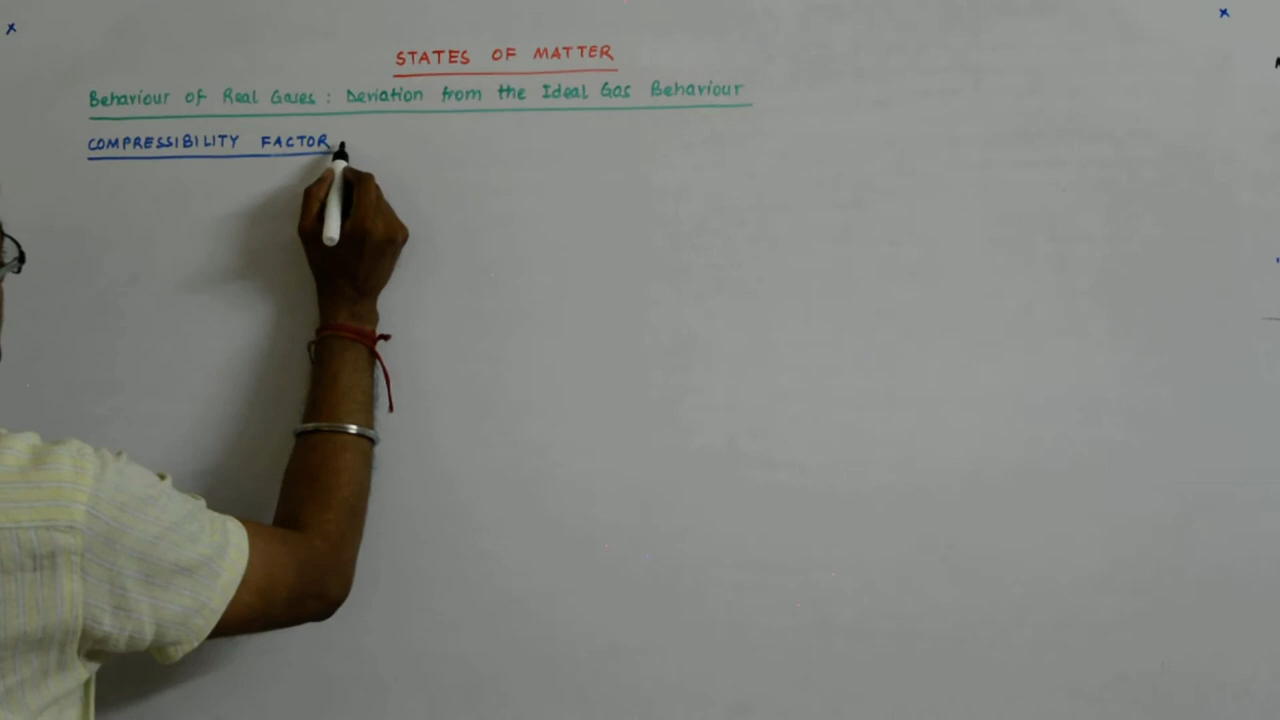 STATES OF MATTER
Behaviour of Real Gases : Deviation from the Ideal Gas Behaviour
COMPRESSIBILITY FACTOR